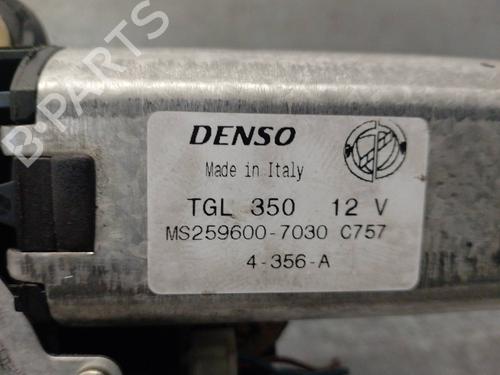 DENSO
Made in Italy
TGL 350 12 V
MS259600-7030 C757
4-356-A
B-PARTS